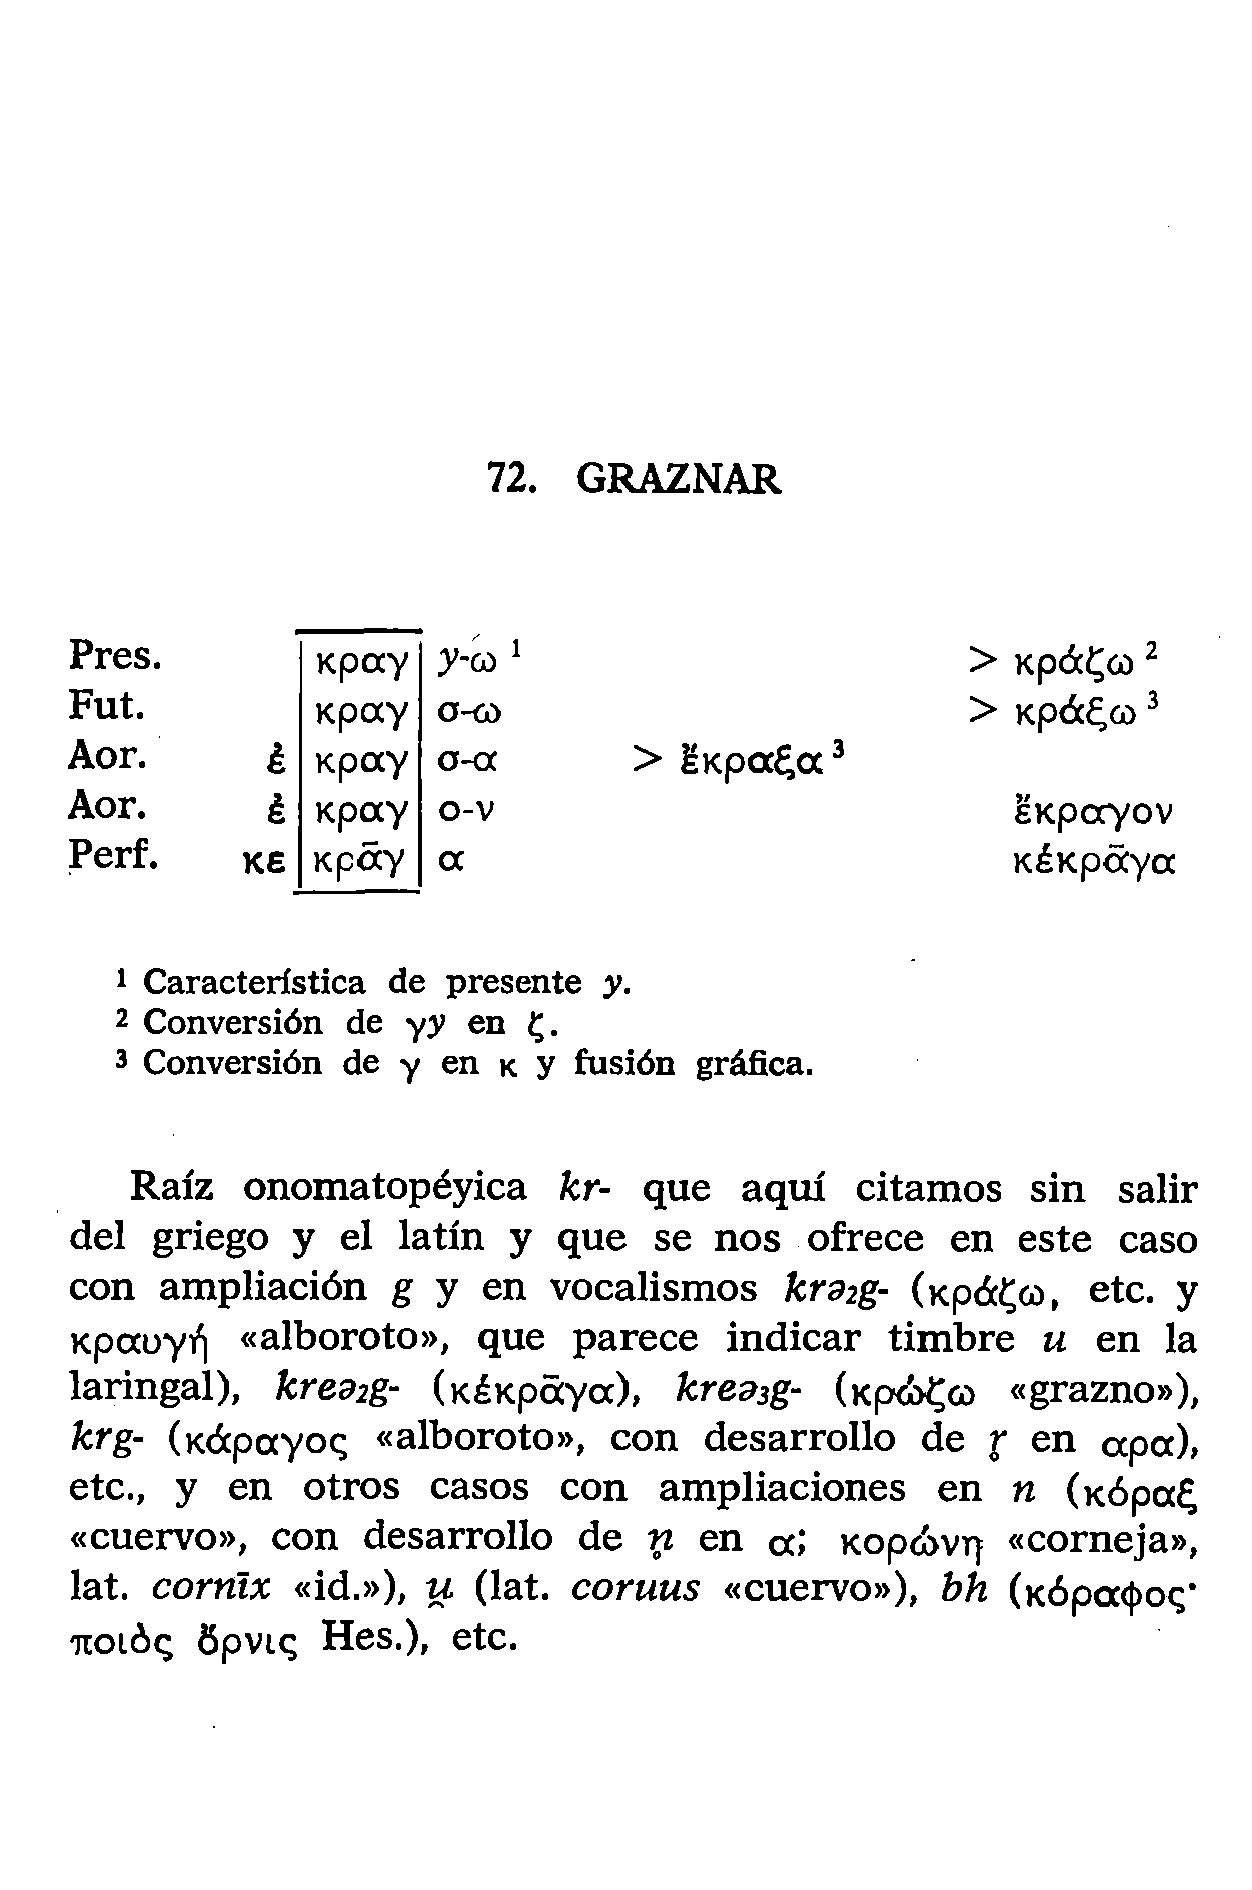 72. GRAZNAR
Pres. κραγ y-ω ¹ > κράζω ²
Fut. κραγ σ-ω > κράξω ³
Aor. ἐ κραγ σ-α > ἔκραξα ³
Aor. ἐ κραγ ο-ν ἔκραγον
Perf. κε κρᾱγ α κέκρᾱγα
¹ Característica de presente y.
² Conversión de γy en ζ.
³ Conversión de γ en κ y fusión gráfica.
Raíz onomatopéyica kr- que aquí citamos sin salir
del griego y el latín y que se nos ofrece en este caso
con ampliación g y en vocalismos krə₂g- (κράζω, etc. y
κραυγή «alboroto», que parece indicar timbre u en la
laringal), kreə₂g- (κέκρᾱγα), kreə₃g- (κρώζω «grazno»),
krg- (κάραγος «alboroto», con desarrollo de r̥ en αρα),
etc., y en otros casos con ampliaciones en n (κόραξ
«cuervo», con desarrollo de n̥ en α; κορώνη «corneja»,
lat. cornīx «id.»), u̯ (lat. coruus «cuervo»), bh (κόραφος·
ποιὸς ὄρνις Hes.), etc.